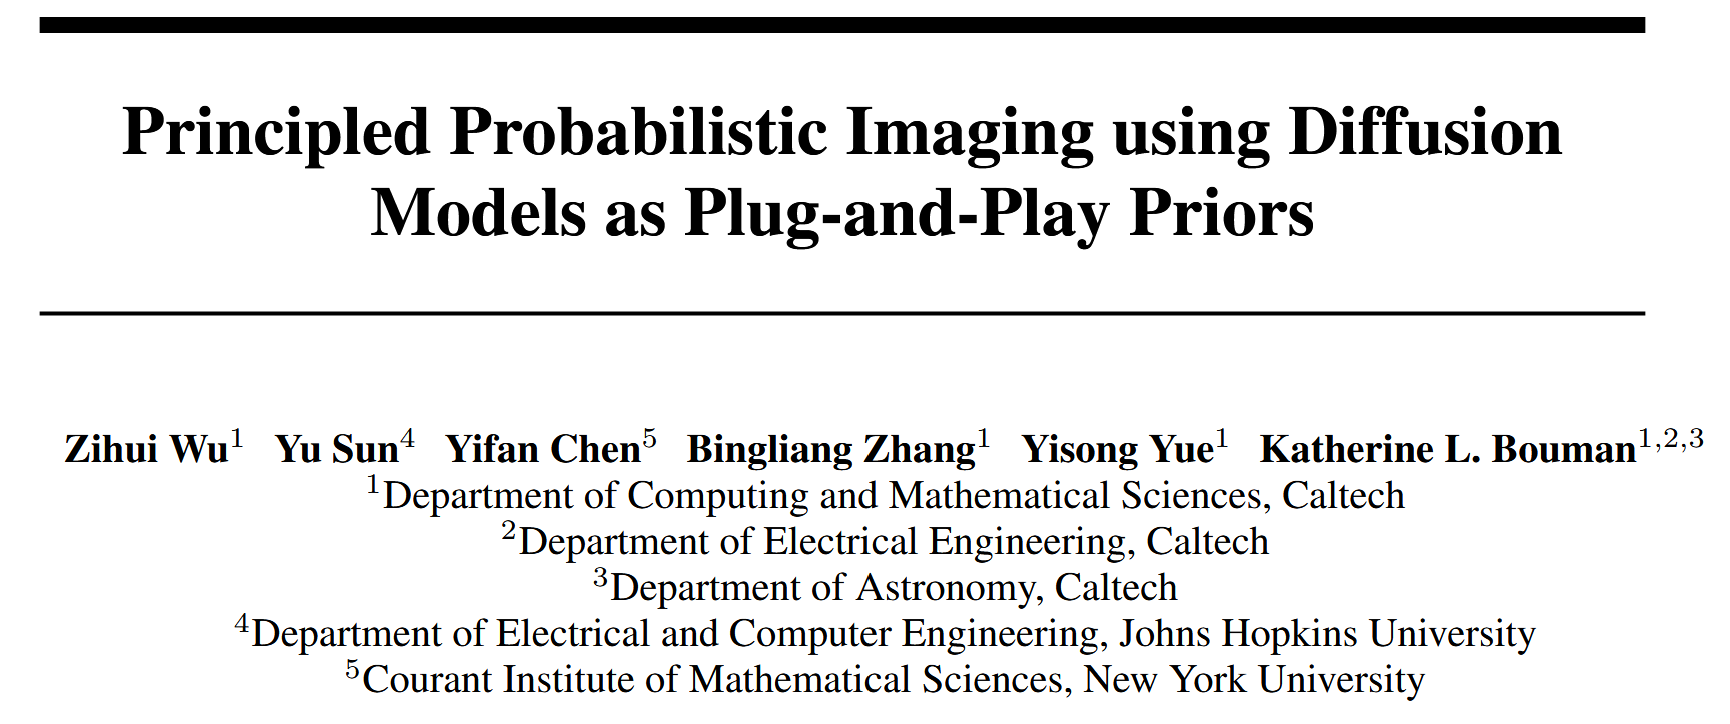 Principled Probabilistic Imaging using Diffusion
Models as Plug-and-Play Priors
Zihui Wu¹ Yu Sun⁴ Yifan Chen⁵ Bingliang Zhang¹ Yisong Yue¹ Katherine L. Bouman¹,²,³
¹Department of Computing and Mathematical Sciences, Caltech
²Department of Electrical Engineering, Caltech
³Department of Astronomy, Caltech
⁴Department of Electrical and Computer Engineering, Johns Hopkins University
⁵Courant Institute of Mathematical Sciences, New York University